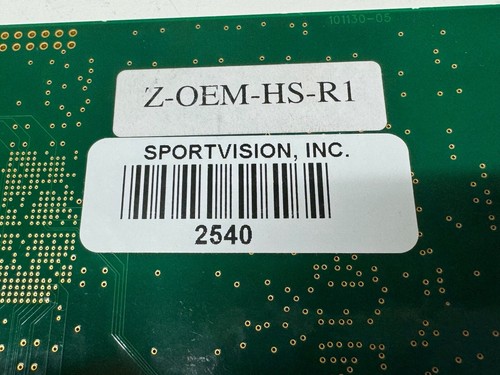 101130-05
Z-OEM-HS-R1
SPORTVISION, INC.
2540